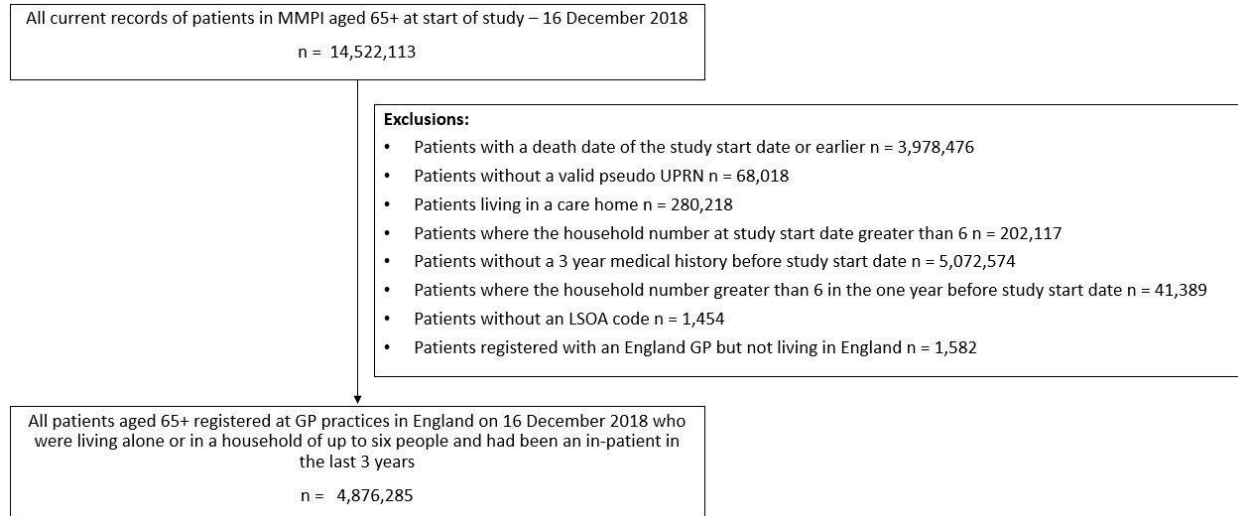 All current records of patients in MMPI aged 65+ at start of study – 16 December 2018
n = 14,522,113
Exclusions:
• Patients with a death date of the study start date or earlier n = 3,978,476
• Patients without a valid pseudo UPRN n = 68,018
• Patients living in a care home n = 280,218
• Patients where the household number at study start date greater than 6 n = 202,117
• Patients without a 3 year medical history before study start date n = 5,072,574
• Patients where the household number greater than 6 in the one year before study start date n = 41,389
• Patients without an LSOA code n = 1,454
• Patients registered with an England GP but not living in England n = 1,582
All patients aged 65+ registered at GP practices in England on 16 December 2018 who
were living alone or in a household of up to six people and had been an in-patient in
the last 3 years
n = 4,876,285